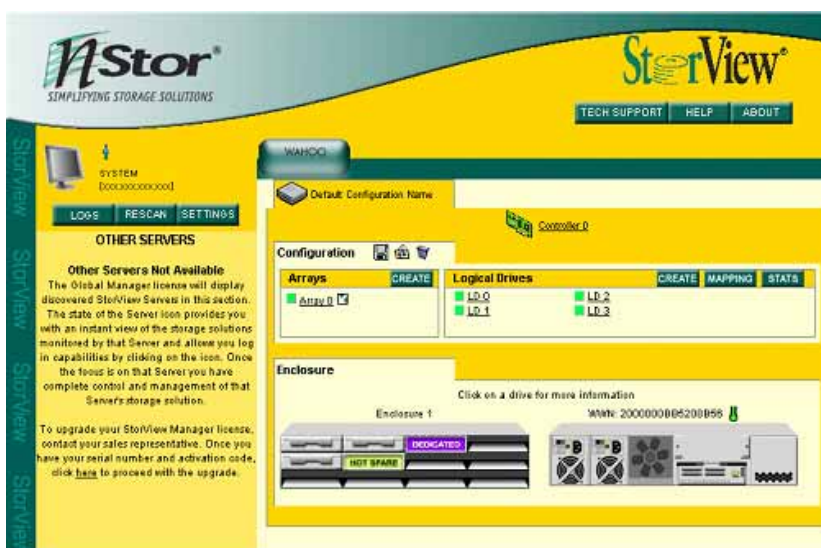 nStor®
SIMPLIFYING STORAGE SOLUTIONS
StorView®
TECH SUPPORT
HELP
ABOUT
StorView
StorView
StorView
StorView
SYSTEM
LOGS
RESCAN
SETTINGS
OTHER SERVERS
Other Servers Not Available
The Global Manager license will display
discovered StorView Servers in this section.
The state of the Server icon provides you
with an instant view of the storage solutions
monitored by that Server and allows you log
in capabilities by clicking on the icon. Once
the focus is on that Server you have
complete control and management of that
Server's storage solution.
To upgrade your StorView Manager license,
contact your sales representative. Once you
have your serial number and activation code,
click here to proceed with the upgrade.
WAHOO
Default Configuration Name
Controller 0
Configuration
Arrays
CREATE
Array 0
Logical Drives
CREATE
MAPPING
STATS
LD 0
LD 2
LD 1
LD 3
Enclosure
Click on a drive for more information
Enclosure 1
WWN: 2000000BB5200B56
DEDICATED
HOT SPARE